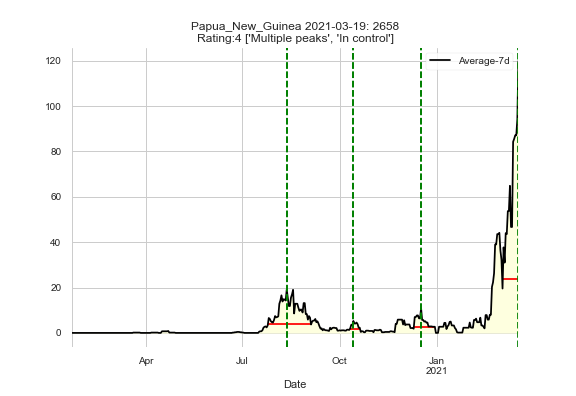 Papua_New_Guinea 2021-03-19: 2658
Rating:4 ['Multiple peaks', 'In control']
Average-7d
120
100
80
60
40
20
0
Apr
Jul
Oct
Jan
2021
Date